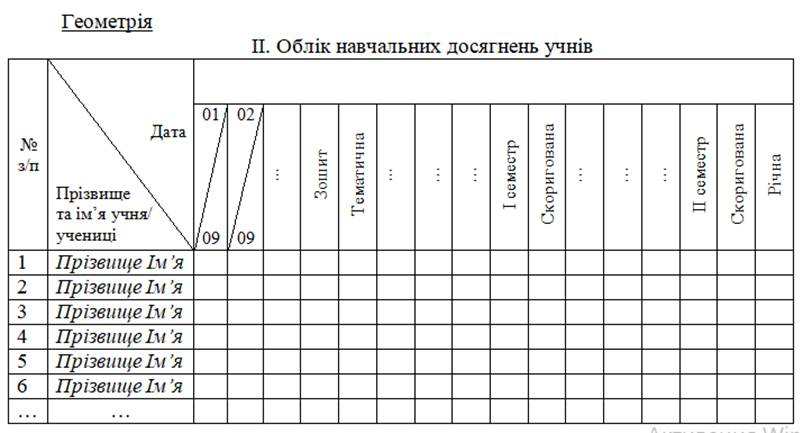 Геометрія
ІІ. Облік навчальних досягнень учнів
№
з/п
Дата
Прізвище
та ім’я учня/
учениці
01
09
02
09
...
Зошит
Тематична
...
...
...
І семестр
Скоригована
...
...
...
ІІ семестр
Скоригована
Річна
1 Прізвище Ім’я
2 Прізвище Ім’я
3 Прізвище Ім’я
4 Прізвище Ім’я
5 Прізвище Ім’я
6 Прізвище Ім’я
... ...